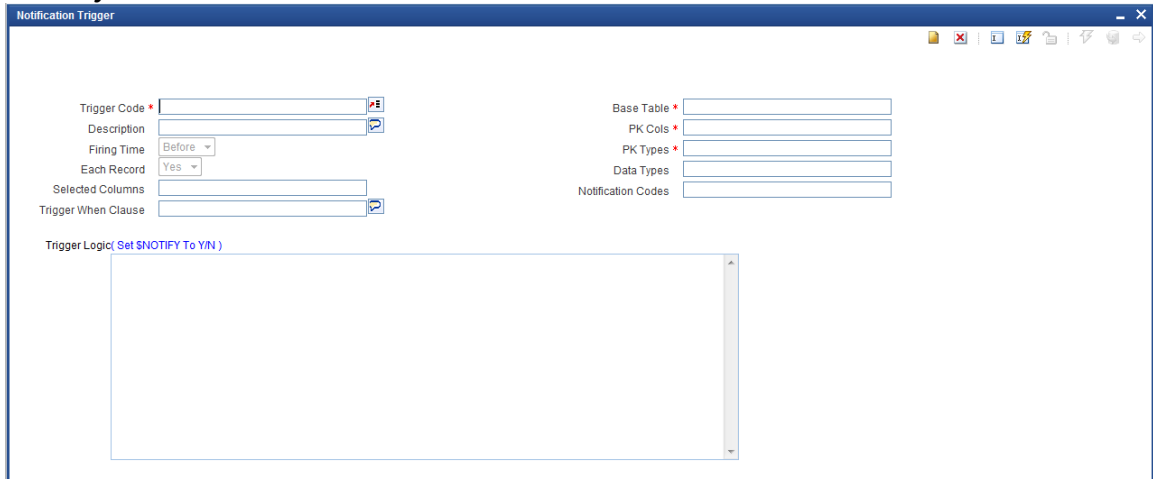 Notification Trigger
Trigger Code *
Base Table *
Description
PK Cols *
Firing Time Before
PK Types *
Each Record Yes
Data Types
Selected Columns
Notification Codes
Trigger When Clause
Trigger Logic( Set $NOTIFY To Y/N )